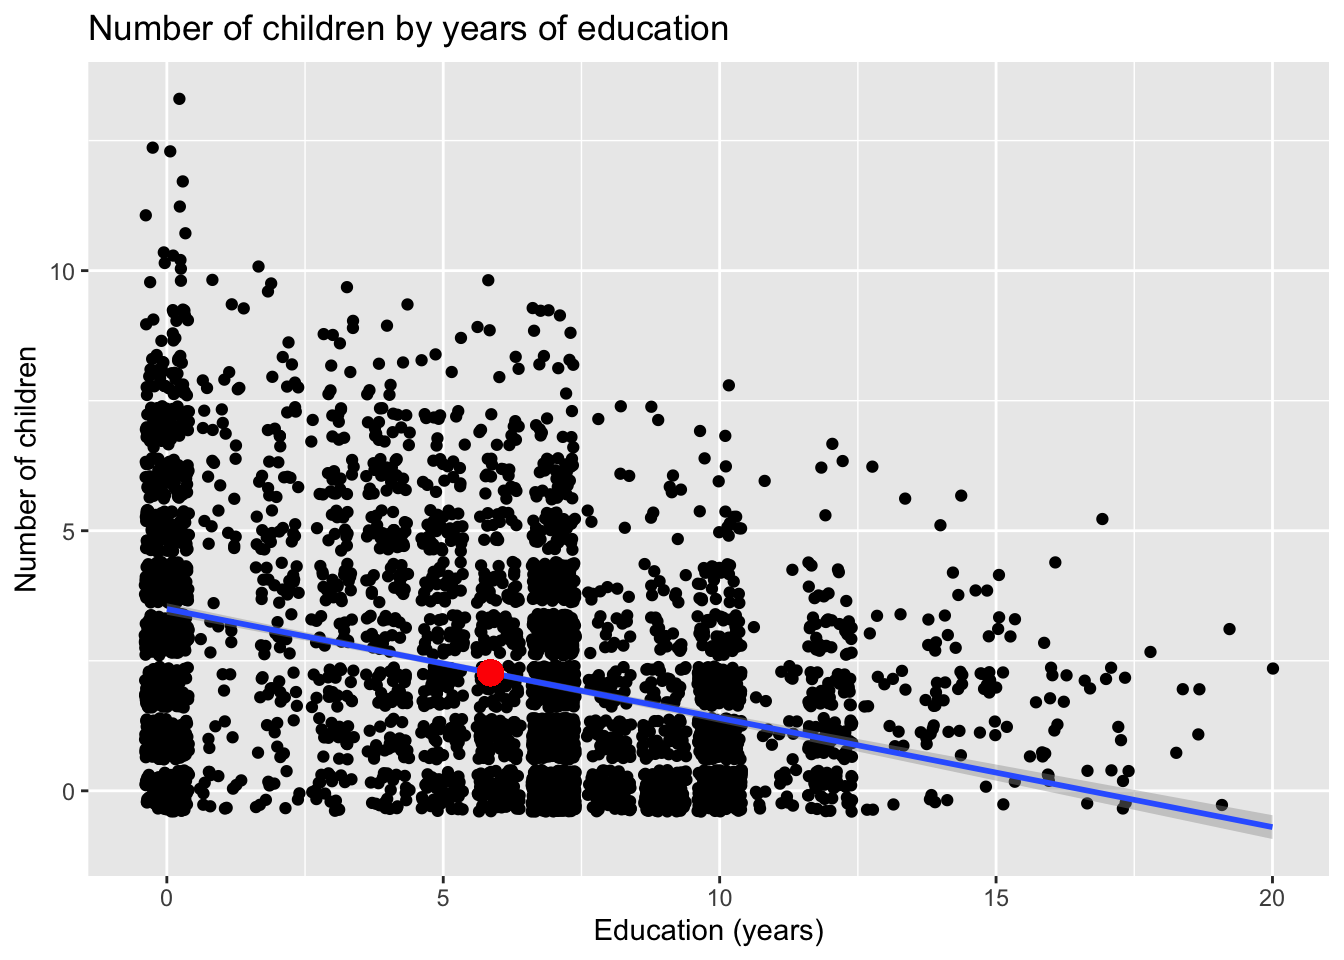 Number of children by years of education
Number of children
10
5
0
0 5 10 15 20
Education (years)